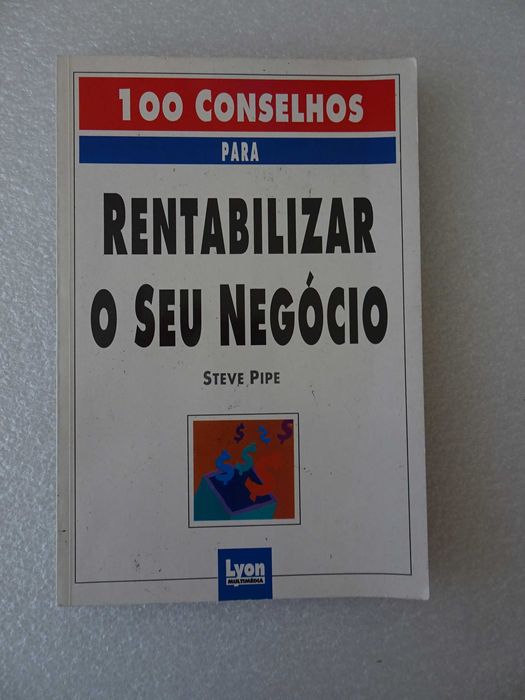 100 CONSELHOS
PARA
RENTABILIZAR
O SEU NEGÓCIO
STEVE PIPE
$ $ $
$ $
Lyon
MULTIMÉDIA